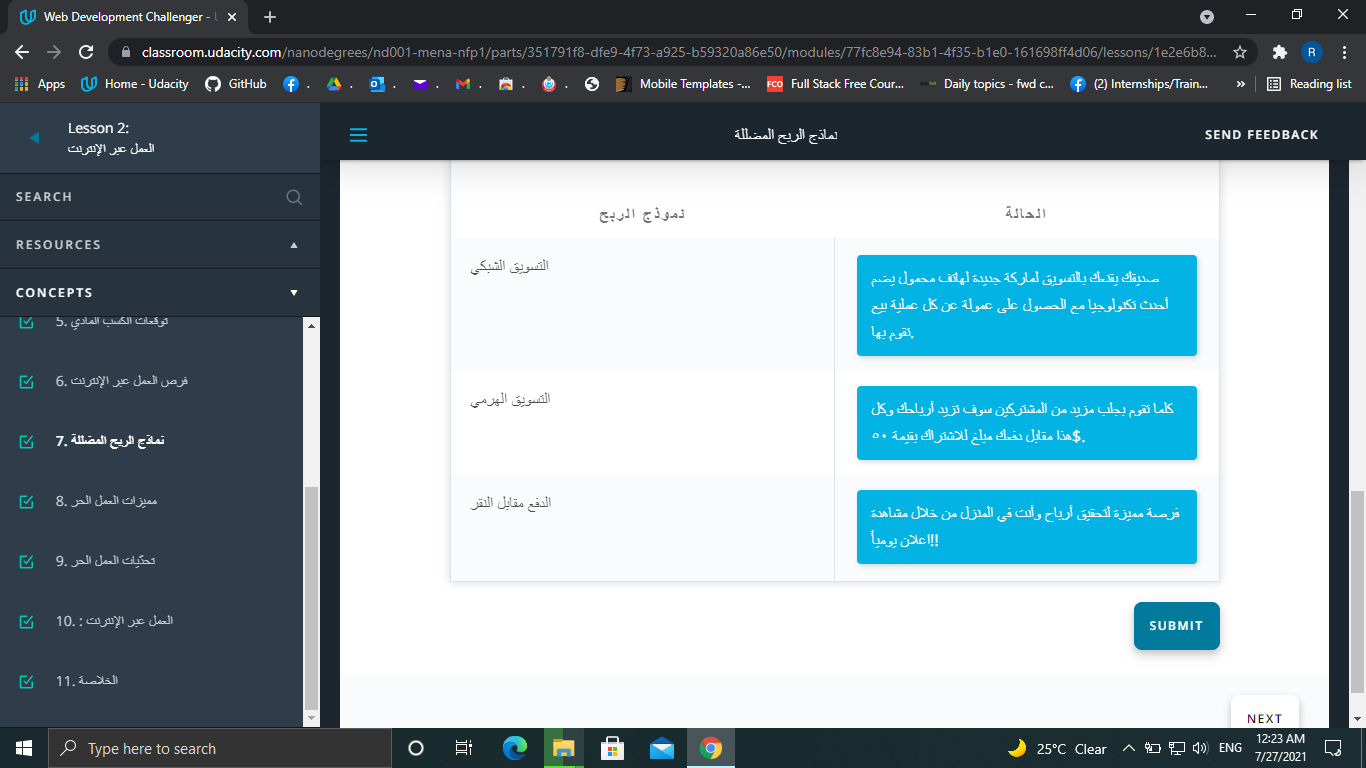 Web Development Challenger - U
classroom.udacity.com/nanodegrees/nd001-mena-nfp1/parts/351791f8-dfe9-4f73-a925-b59320a86e50/modules/77fc8e94-83b1-4f35-b1e0-161698ff4d06/lessons/1e2e6b8...
R
Apps
Home - Udacity
GitHub
Mobile Templates -...
FCO Full Stack Free Cour...
Daily topics - fwd c...
(2) Internships/Train...
»
Reading list
Lesson 2:
العمل عبر الإنترنت
نماذج الربح المضللة
SEND FEEDBACK
SEARCH
RESOURCES
CONCEPTS
5. توقعات الكسب المادي
6. فرص العمل عبر الإنترنت
7. نماذج الربح المضللة
8. مميزات العمل الحر
9. تحدّيات العمل الحر
10. العمل عبر الإنترنت :
11. الخلاصة
نموذج الربح
الحالة
التسويق الشبكي
صديقك يقنعك بالتسويق لماركة جديدة لهاتف محمول يضم
أحدث تكنولوجيا مع الحصول على عمولة عن كل عملية بيع
تقوم بها.
التسويق الهرمي
كلما تقوم بجلب مزيد من المشتركين سوف تزيد أرباحك وكل
هذا مقابل دفعك مبلغ للاشتراك بقيمة ٥٠$.
الدفع مقابل النقر
فرصة مميزة لتحقيق أرباح وأنت في المنزل من خلال مشاهدة
اعلان يومياً!!
SUBMIT
NEXT
Type here to search
25°C Clear
ENG
12:23 AM
7/27/2021